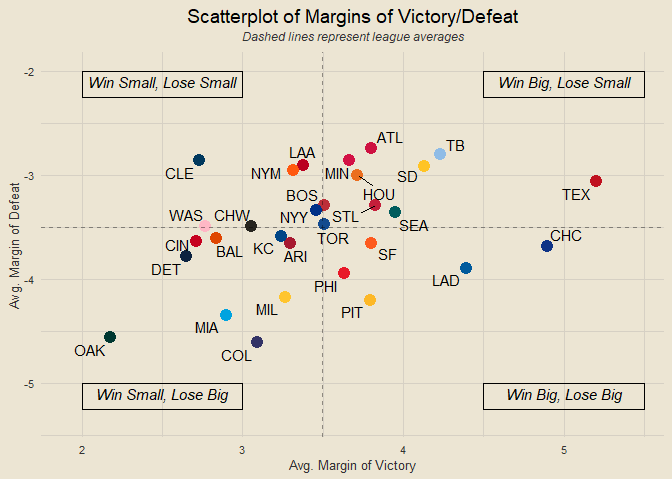 Scatterplot of Margins of Victory/Defeat
Dashed lines represent league averages
-2
Win Small, Lose Small
Win Big, Lose Small
ATL
TB
LAA
CLE
NYM
MIN
SD
-3
HOU
TEX
BOS
WAS
CHW
NYY
STL
SEA
CIN
BAL
KC
ARI
TOR
SF
CHC
DET
LAD
-4
PHI
MIL
PIT
MIA
OAK
COL
-5
Win Small, Lose Big
Win Big, Lose Big
2
3
4
5
Avg. Margin of Victory
Avg. Margin of Defeat